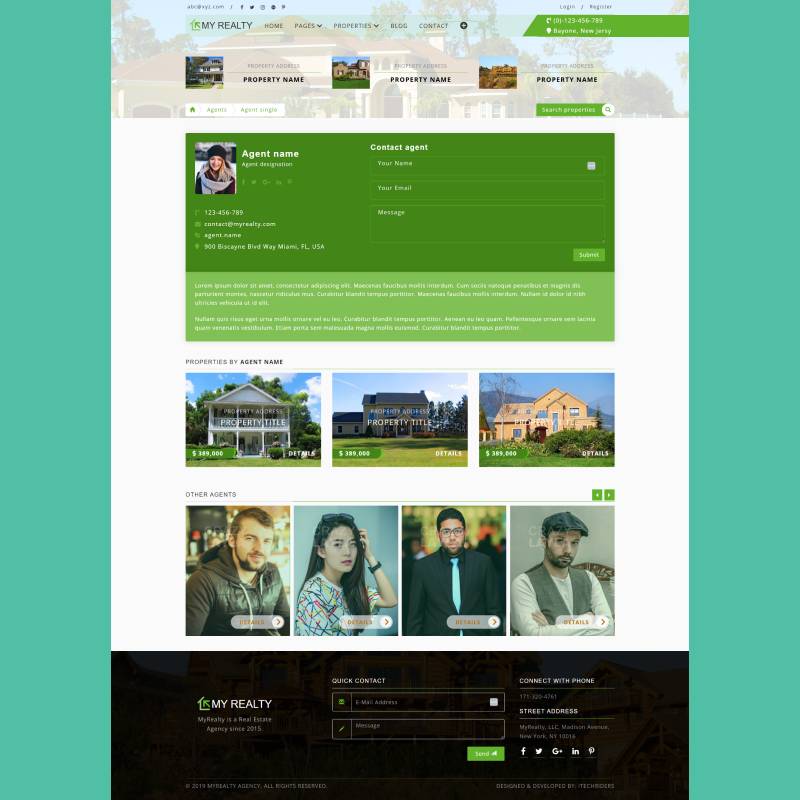 abc@xyz.com / Login / Register
MY REALTY HOME PAGES PROPERTIES BLOG CONTACT
(0)-123-456-789
Bayone, New Jersy
PROPERTY ADDRESS
PROPERTY NAME
PROPERTY ADDRESS
PROPERTY NAME
PROPERTY ADDRESS
PROPERTY NAME
Agents Agent single
Search properties
Agent name
Agent designation
123-456-789
contact@myrealty.com
agent.name
900 Biscayne Blvd Way Miami, FL, USA
Contact agent
Your Name
Your Email
Message
Submit
Lorem ipsum dolor sit amet, consectetur adipiscing elit. Maecenas faucibus mollis interdum. Cum sociis natoque penatibus et magnis dis
parturient montes, nascetur ridiculus mus. Curabitur blandit tempus porttitor. Maecenas faucibus mollis interdum. Nullam id dolor id nibh
ultricies vehicula ut id elit.
Nullam quis risus eget urna mollis ornare vel eu leo. Curabitur blandit tempus porttitor. Aenean eu leo quam. Pellentesque ornare sem lacinia
quam venenatis vestibulum. Etiam porta sem malesuada magna mollis euismod. Curabitur blandit tempus porttitor.
PROPERTIES BY AGENT NAME
PROPERTY ADDRESS
PROPERTY TITLE
$ 389,000 DETAILS
PROPERTY ADDRESS
PROPERTY TITLE
$ 389,000 DETAILS
PROPERTY ADDRESS
PROPERTY TITLE
$ 389,000 DETAILS
OTHER AGENTS
DETAILS
DETAILS
DETAILS
DETAILS
MY REALTY
MyRealty is a Real Estate
Agency since 2015.
QUICK CONTACT
E-Mail Address
Message
Send
CONNECT WITH PHONE
171-320-4761
STREET ADDRESS
MyRealty, LLC, Madison Avenue,
New York, NY 10016
© 2019 MYREALTY AGENCY. ALL RIGHTS RESERVED.
DESIGNED & DSVELOPED BY: ITECHRIDERS